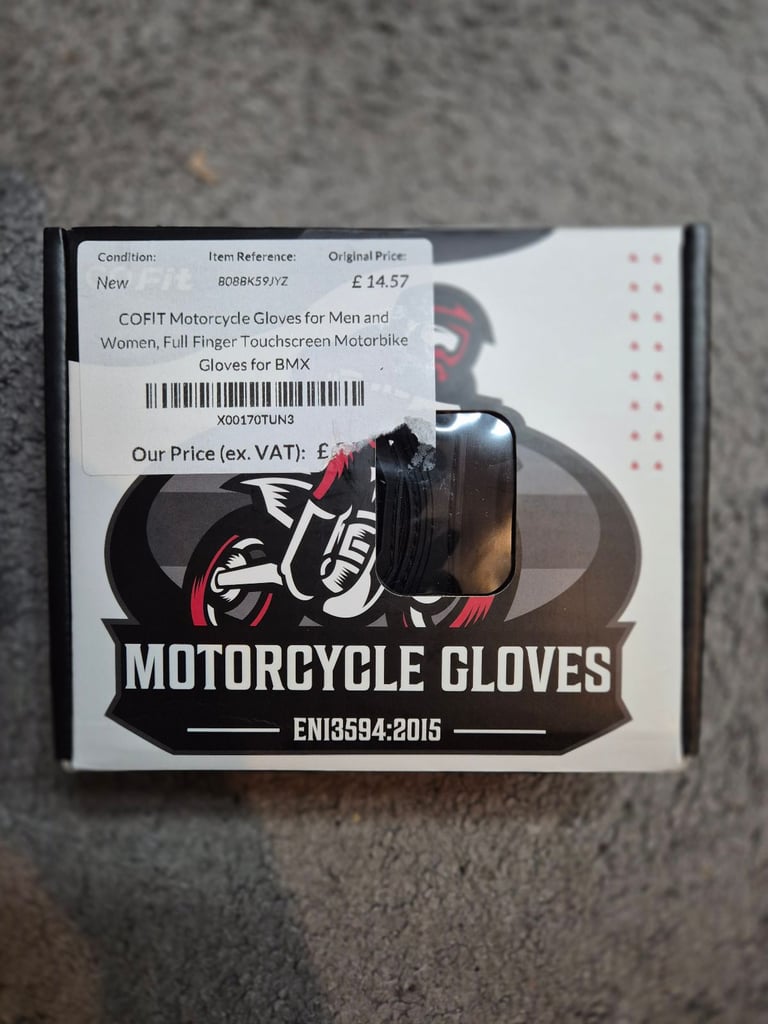 Condition: Item Reference: Original Price:
New B08BK59JYZ £ 14.57
COFIT Motorcycle Gloves for Men and
Women, Full Finger Touchscreen Motorbike
Gloves for BMX
X00170TUN3
Our Price (ex. VAT): £
MOTORCYCLE GLOVES
EN13594:2015